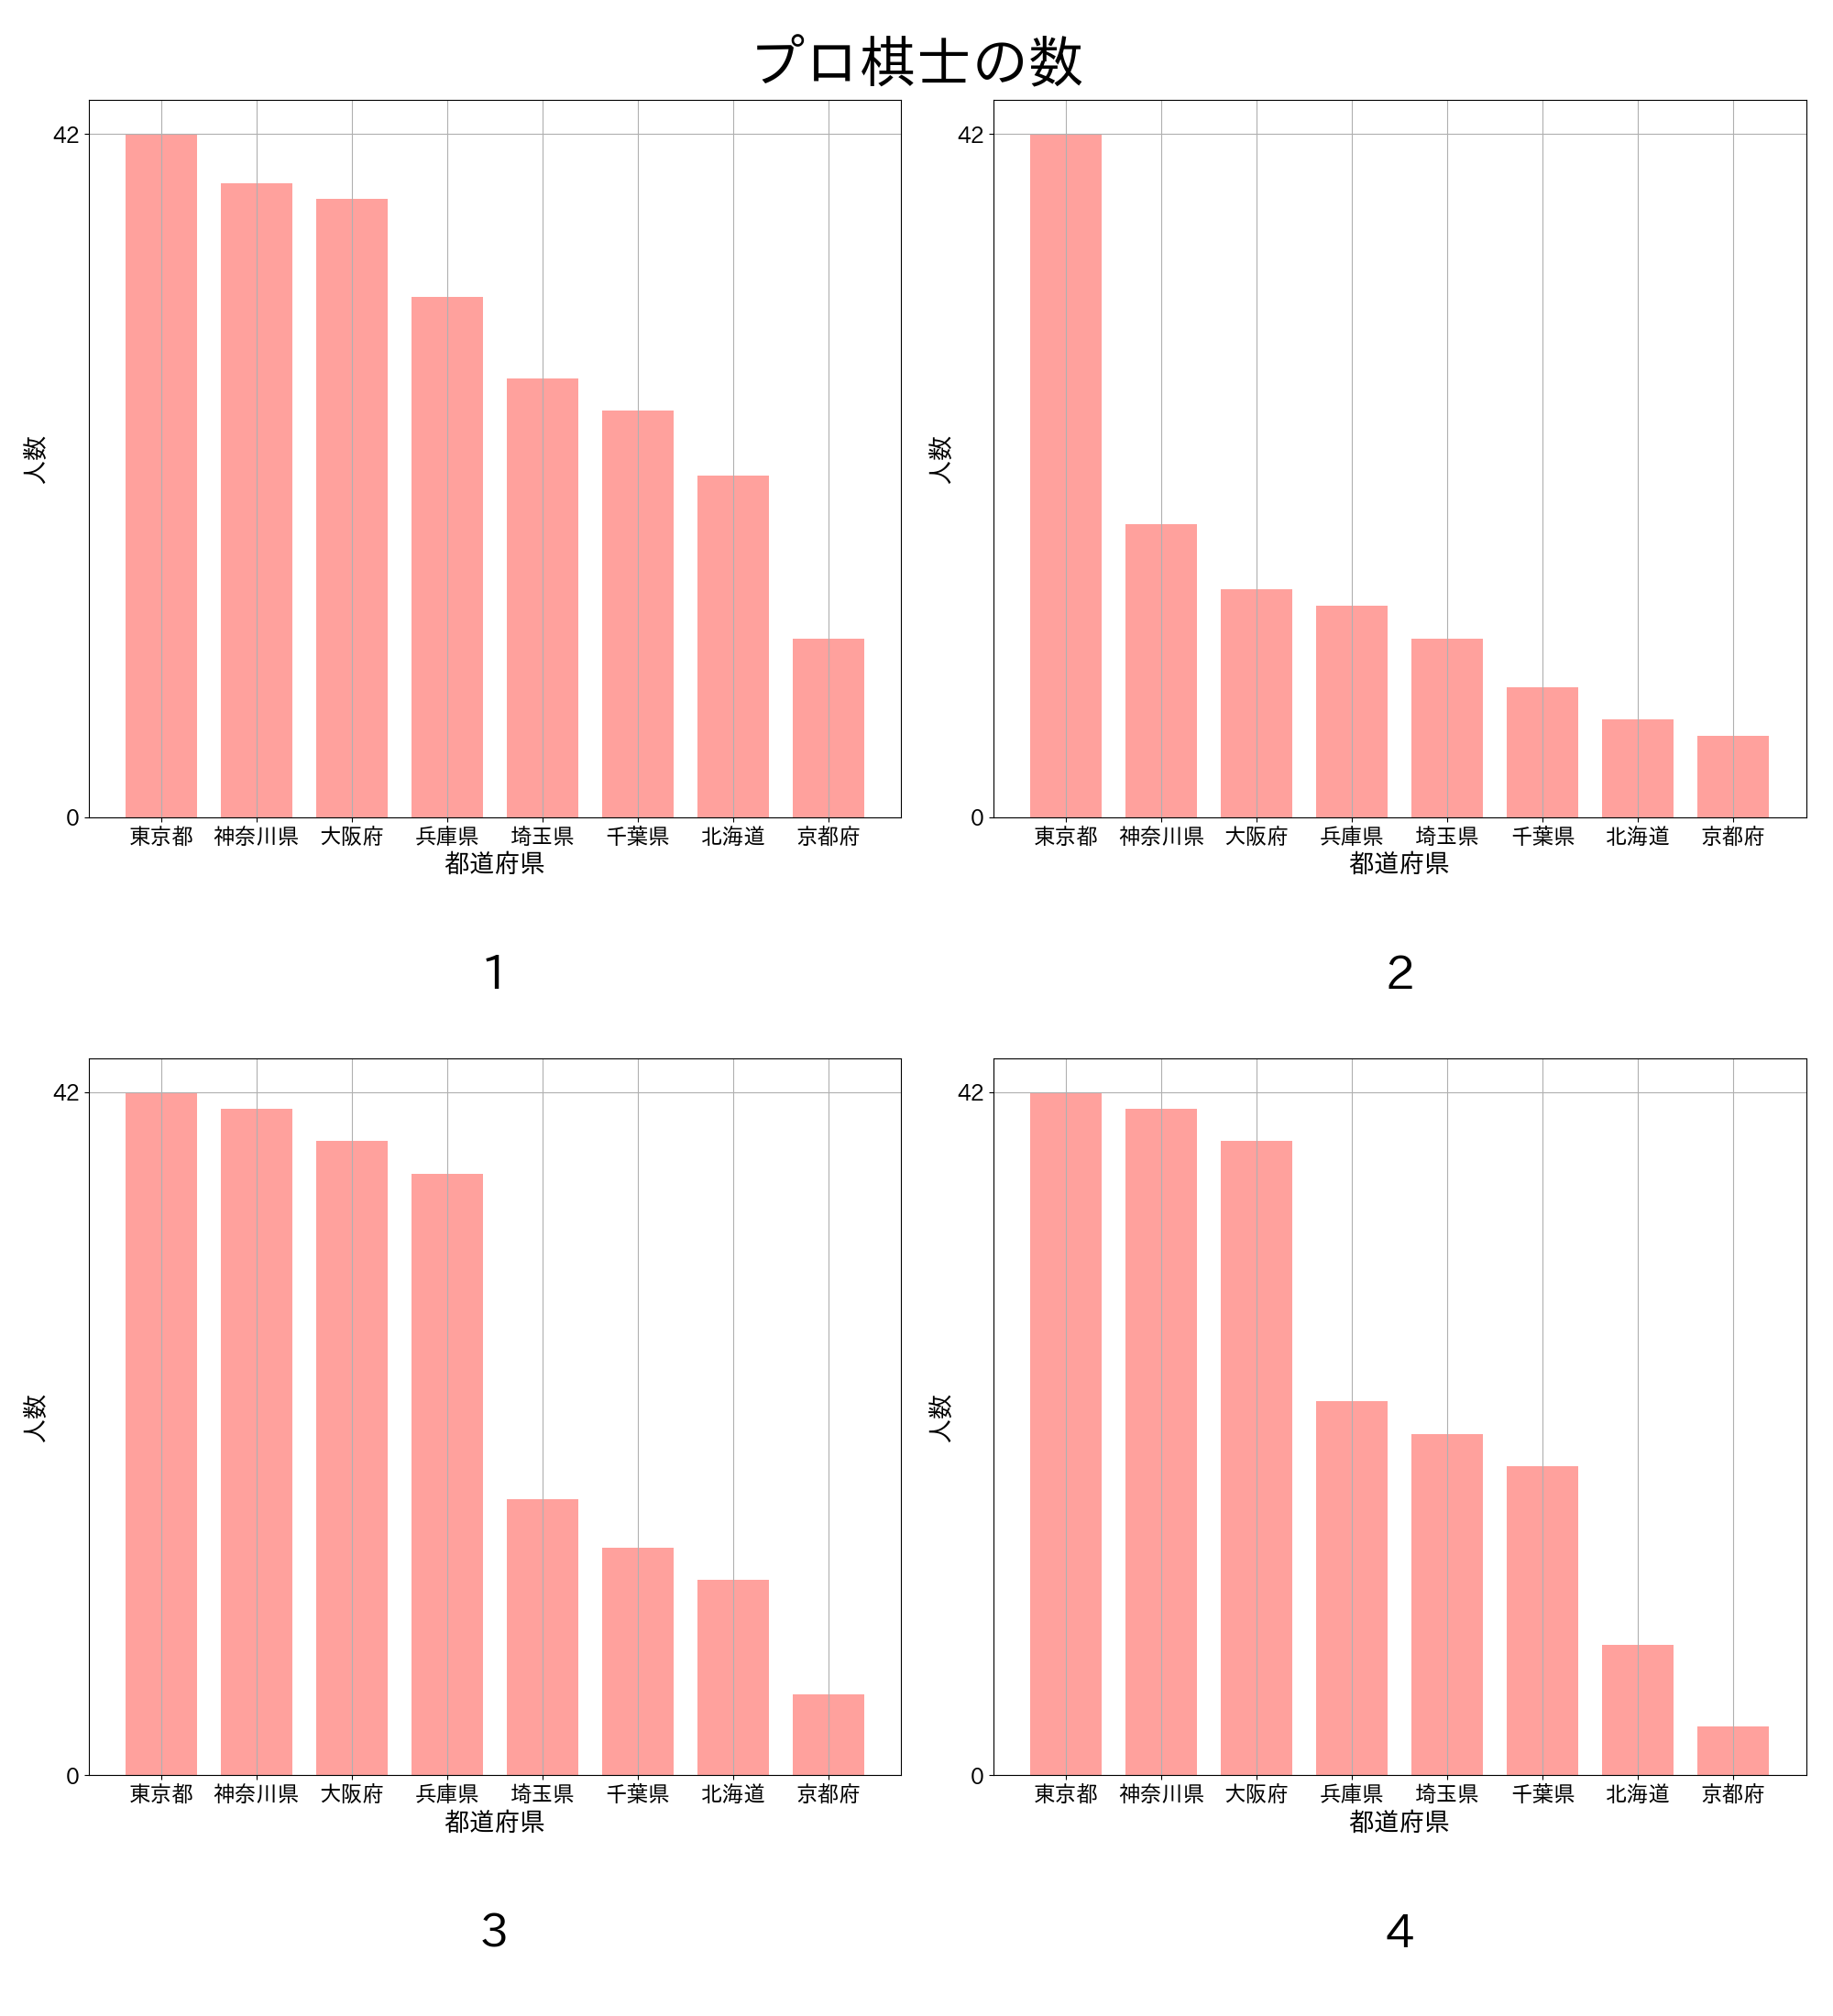 プロ棋士の数
42
0
人数
東京都 神奈川県 大阪府 兵庫県 埼玉県 千葉県 北海道 京都府
都道府県
1
42
0
人数
東京都 神奈川県 大阪府 兵庫県 埼玉県 千葉県 北海道 京都府
都道府県
2
42
0
人数
東京都 神奈川県 大阪府 兵庫県 埼玉県 千葉県 北海道 京都府
都道府県
3
42
0
人数
東京都 神奈川県 大阪府 兵庫県 埼玉県 千葉県 北海道 京都府
都道府県
4